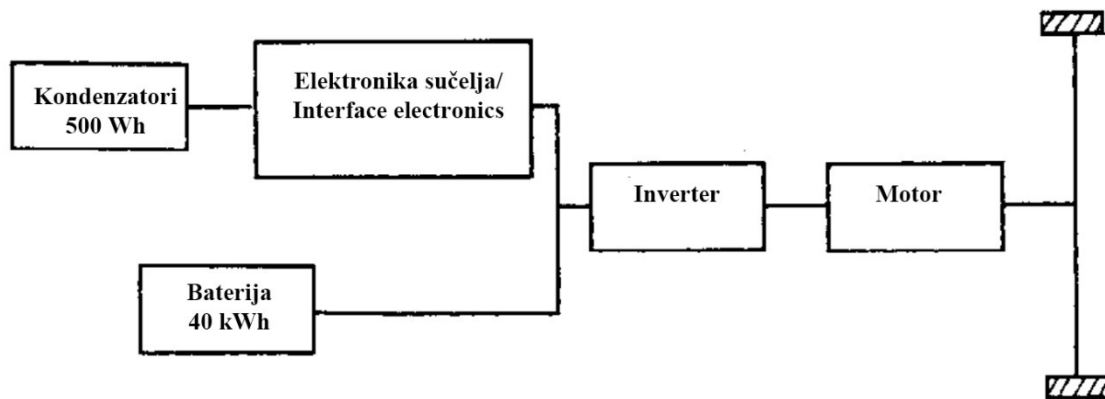 Kondenzatori
500 Wh
Elektronika sučelja/
Interface electronics
Inverter
Motor
Baterija
40 kWh